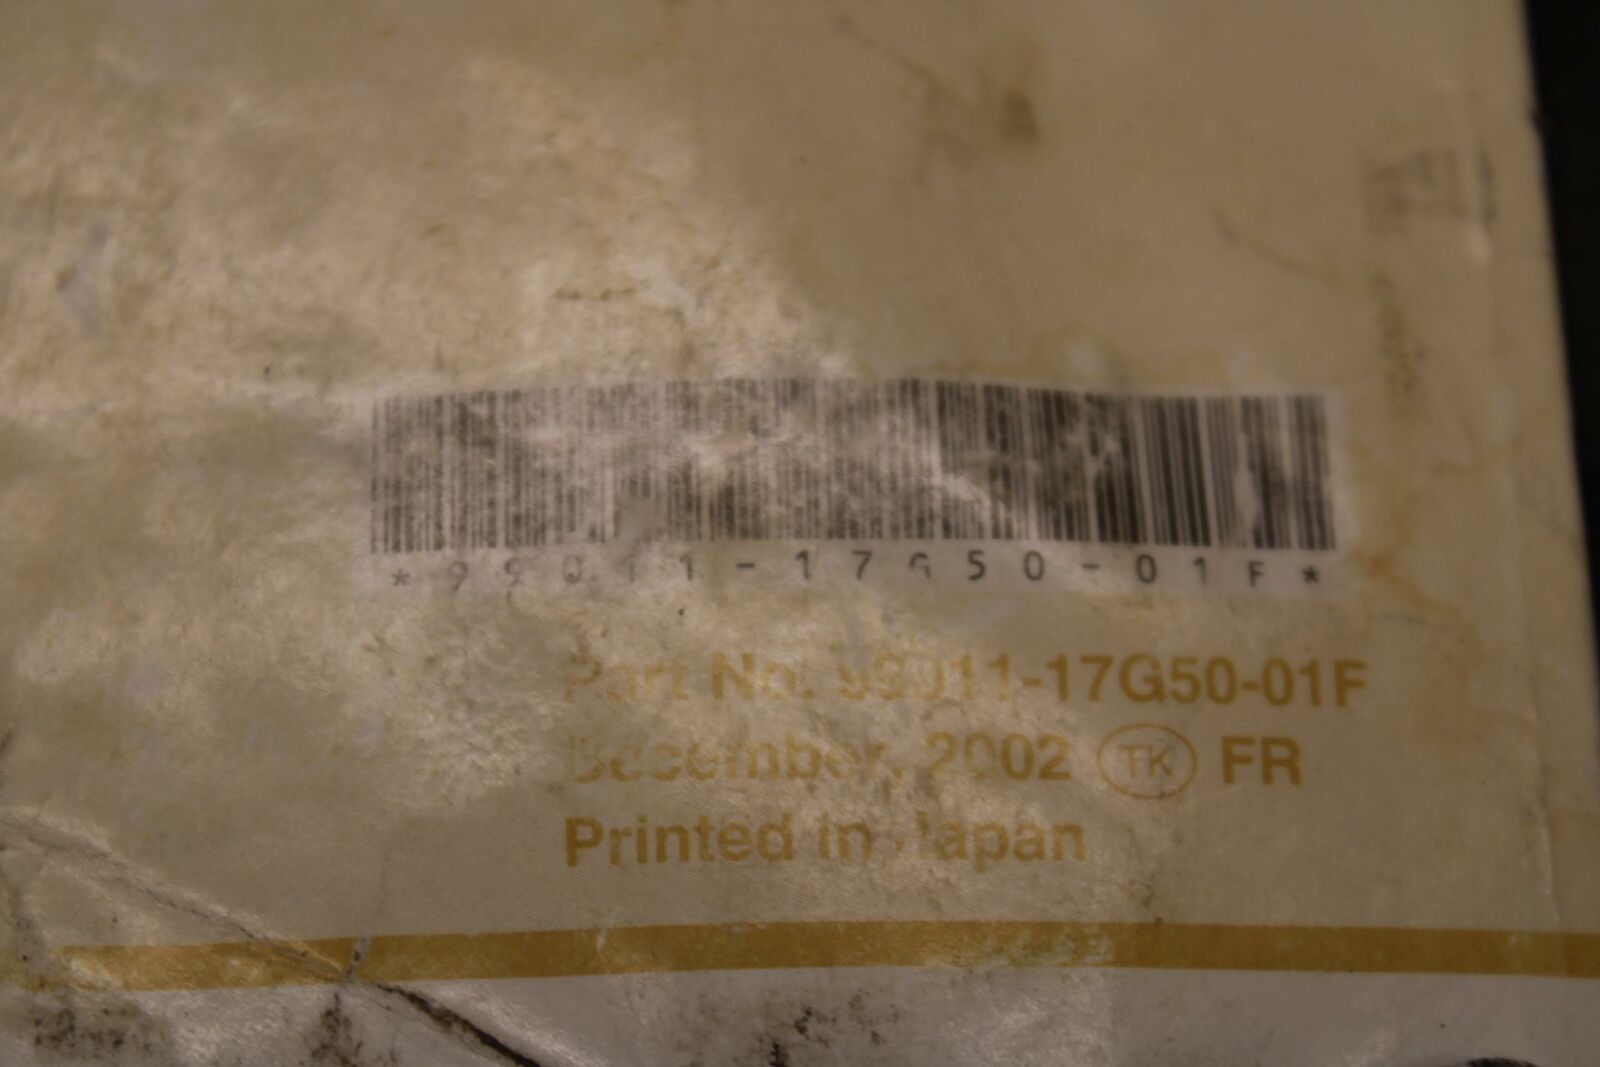 *99011-17G50-01F*
Part No. 99011-17G50-01F
December, 2002 TK FR
Printed in Japan